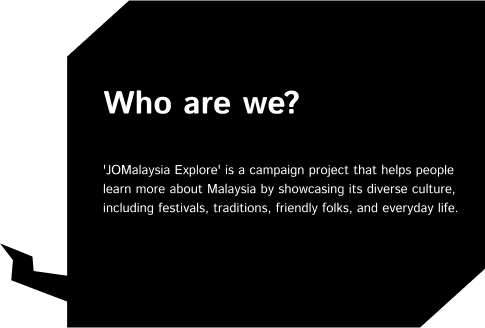 Who are we?
'JOMalaysia Explore' is a campaign project that helps people
learn more about Malaysia by showcasing its diverse culture,
including festivals, traditions, friendly folks, and everyday life.